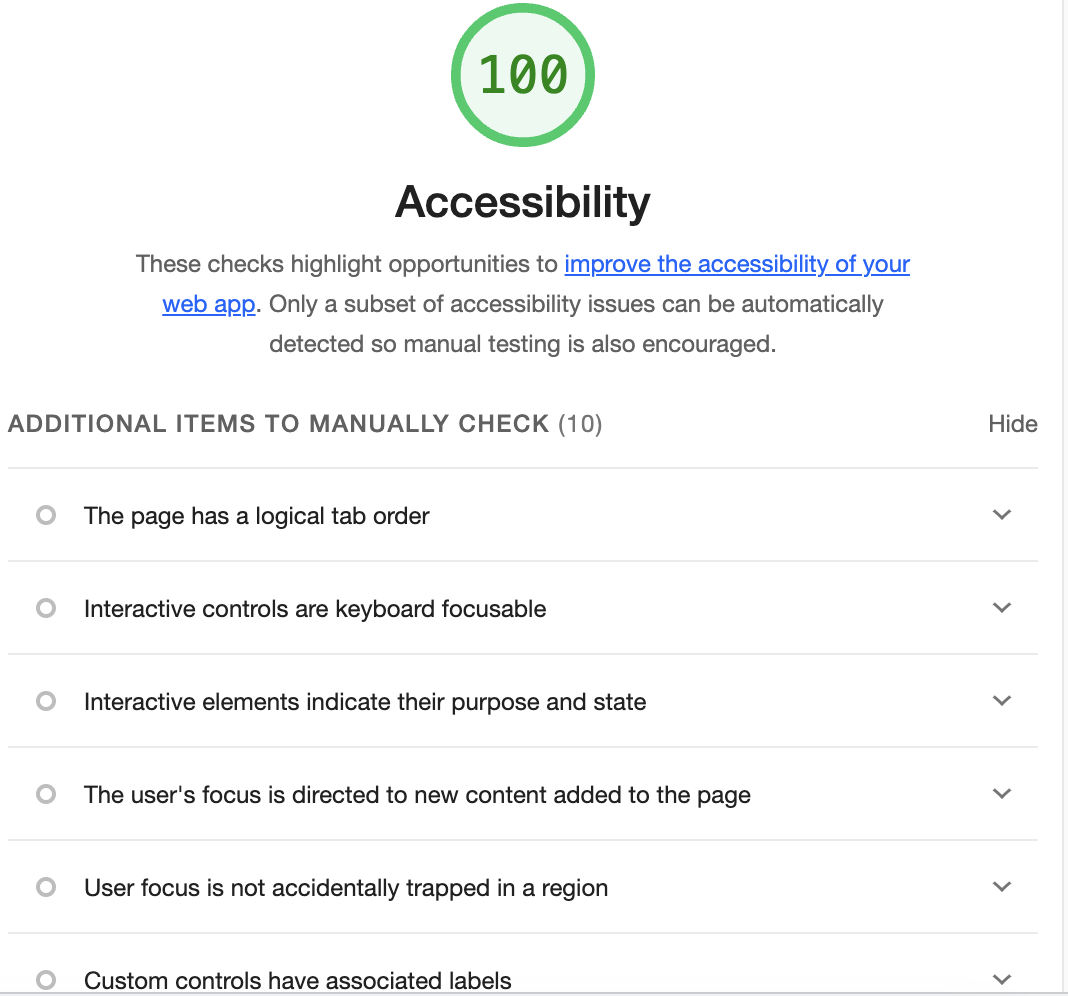 100
Accessibility
These checks highlight opportunities to improve the accessibility of your
web app. Only a subset of accessibility issues can be automatically
detected so manual testing is also encouraged.
ADDITIONAL ITEMS TO MANUALLY CHECK (10) Hide
The page has a logical tab order
Interactive controls are keyboard focusable
Interactive elements indicate their purpose and state
The user's focus is directed to new content added to the page
User focus is not accidentally trapped in a region
Custom controls have associated labels